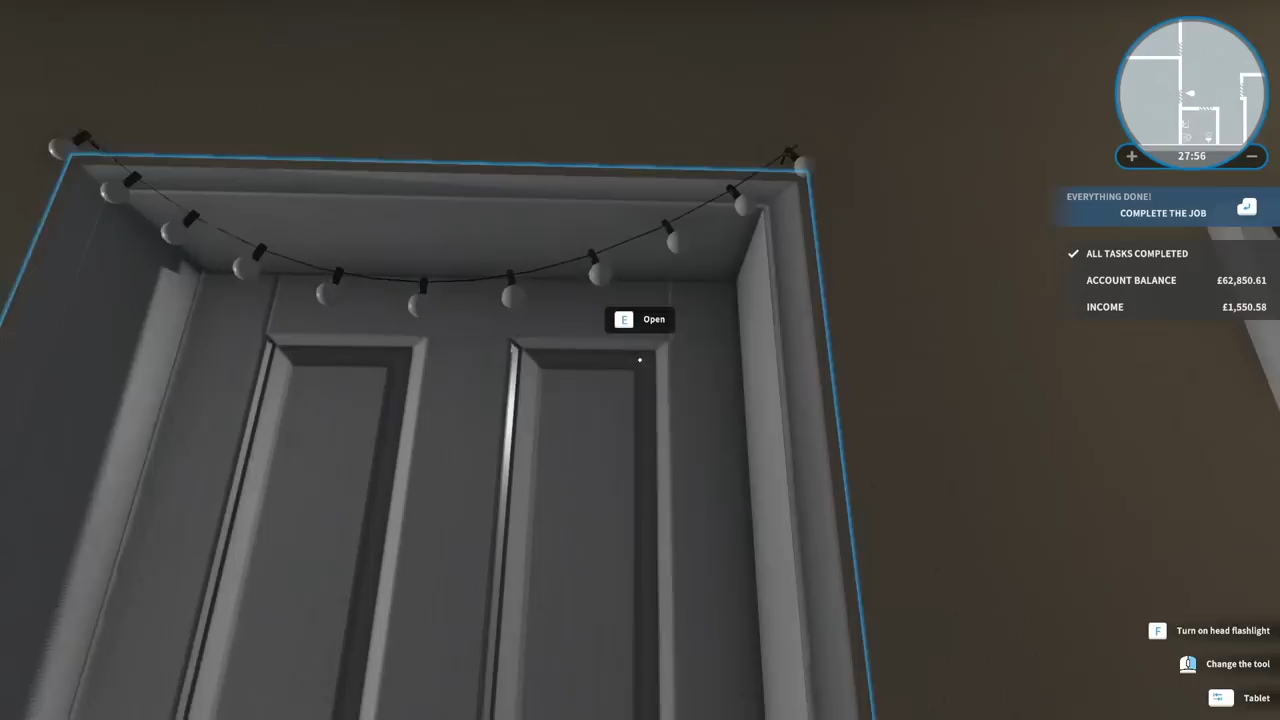 27:56
EVERYTHING DONE!
COMPLETE THE JOB
ALL TASKS COMPLETED
ACCOUNT BALANCE £62,850.61
INCOME £1,550.58
E Open
F Turn on head flashlight
Change the tool
Tablet